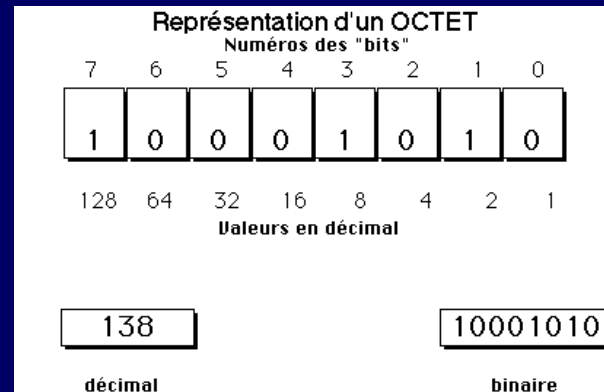 Représentation d'un OCTET
Numéros des "bits"
7 6 5 4 3 2 1 0
1 0 0 0 1 0 1 0
128 64 32 16 8 4 2 1
Valeurs en décimal
138 10001010
décimal binaire